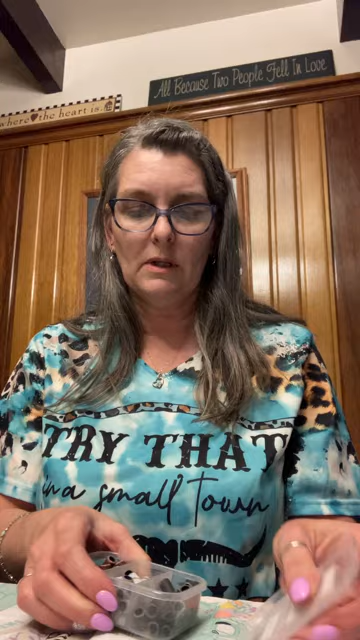 All Because Two People Fell In Love
where the heart is.
TRY THAT
in a small town